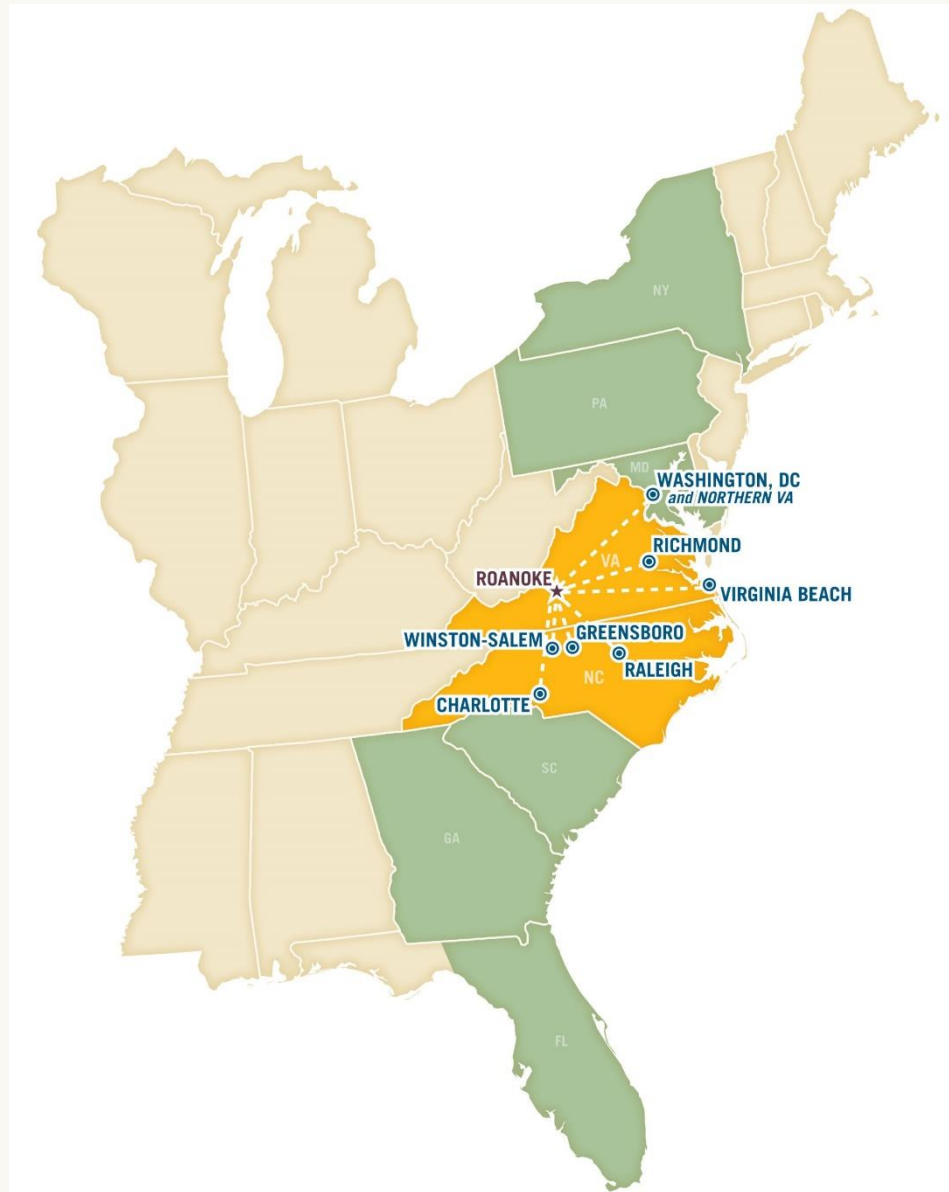 NY
PA
MD
WASHINGTON, DC
and NORTHERN VA
RICHMOND
VA
ROANOKE
VIRGINIA BEACH
WINSTON-SALEM
GREENSBORO
RALEIGH
NC
CHARLOTTE
SC
GA
FL